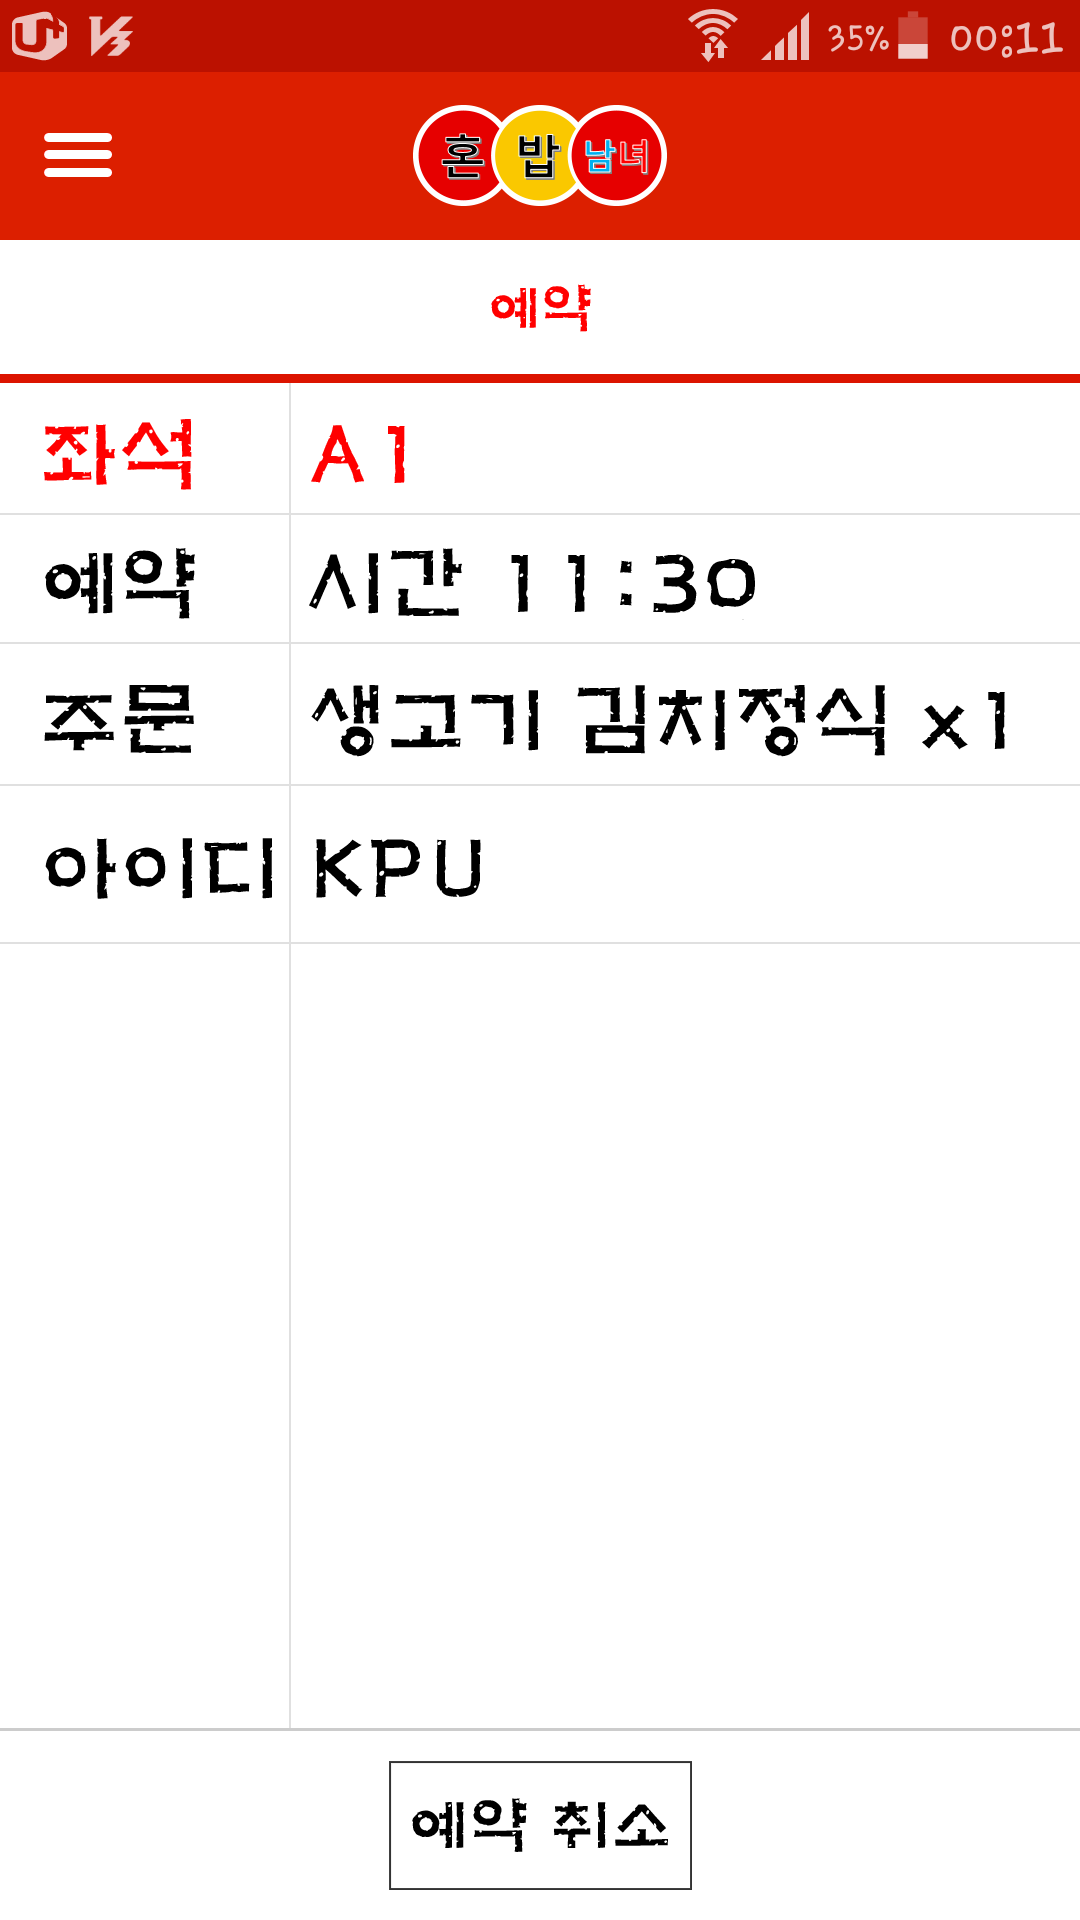 U+ V3 35% 00:11
혼밥남녀
예약
좌석 A1
예약 시간 11:30
주문 생고기 김치정식 x1
아이디 KPU
예약 취소